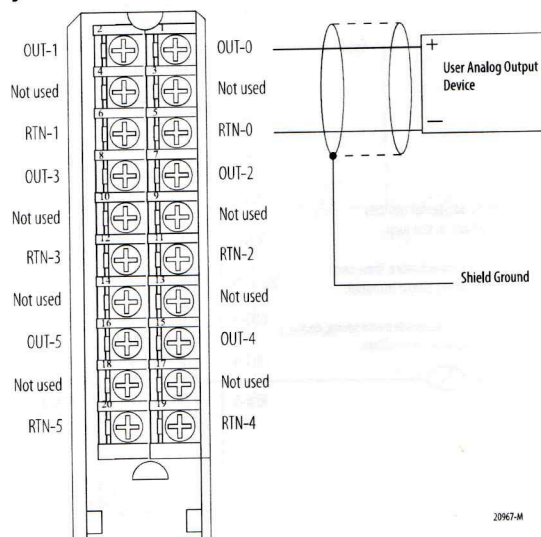 2 1
OUT-1 OUT-0
+
User Analog Output
Device
4 3
Not used Not used
6 5
RTN-1 RTN-0
−
8 7
OUT-3 OUT-2
10 9
Not used Not used
12 11
RTN-3 RTN-2
14 13
Not used Not used
Shield Ground
16 15
OUT-5 OUT-4
18 17
Not used Not used
20 19
RTN-5 RTN-4
20967-M